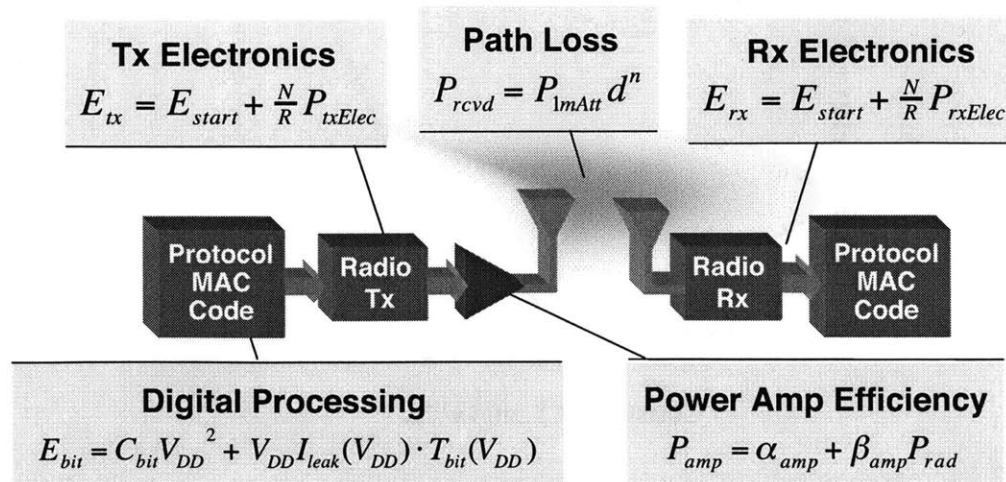 Tx Electronics
E_tx = E_start + N/R P_txElec
Path Loss
P_rcvd = P_1mAtt d^n
Rx Electronics
E_rx = E_start + N/R P_rxElec
Protocol
MAC
Code
Radio
Tx
Radio
Rx
Protocol
MAC
Code
Digital Processing
E_bit = C_bit V_DD^2 + V_DD I_leak(V_DD) · T_bit(V_DD)
Power Amp Efficiency
P_amp = α_amp + β_amp P_rad